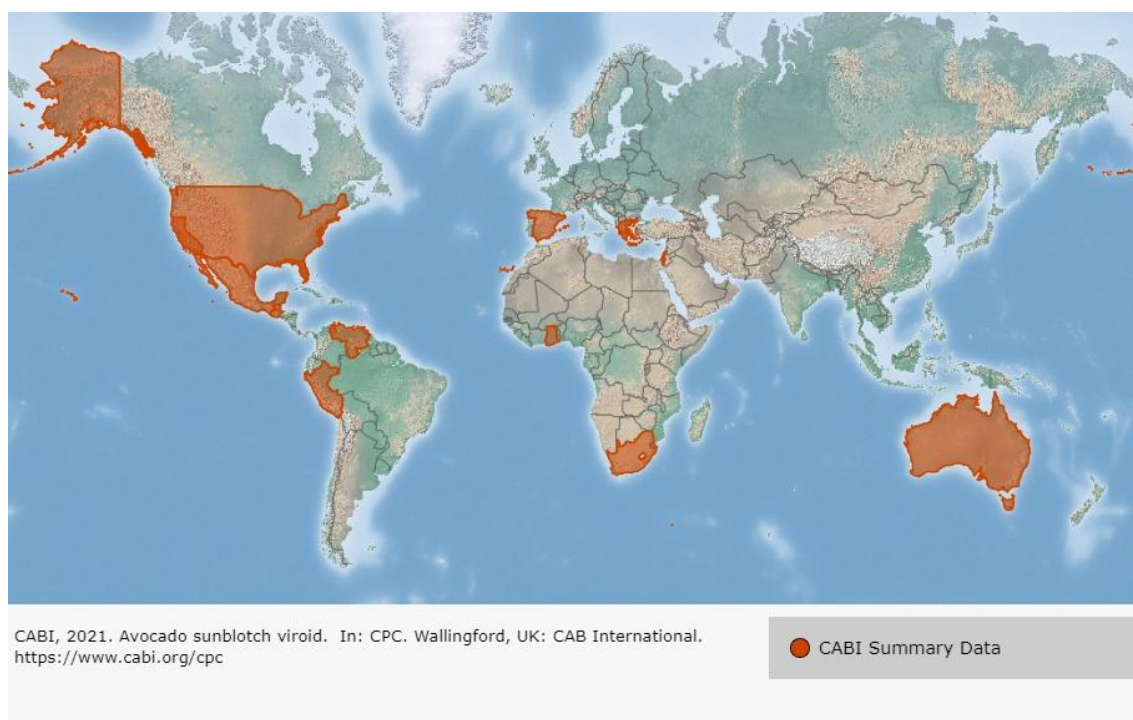 CABI, 2021. Avocado sunblotch viroid. In: CPC. Wallingford, UK: CAB International.
https://www.cabi.org/cpc
CABI Summary Data